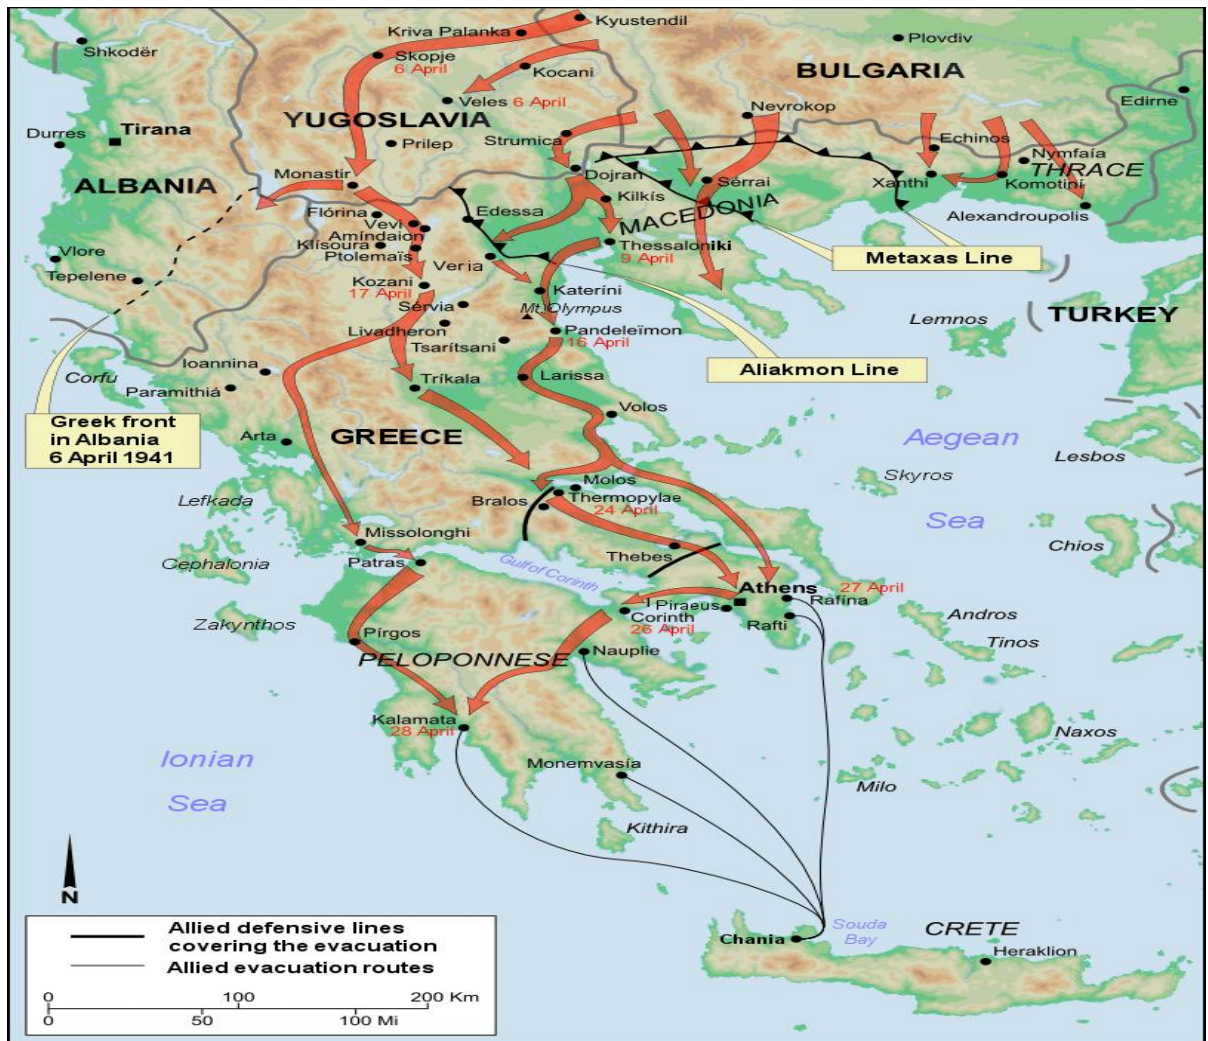 Kyustendil
Kriva Palanka
Plovdiv
Shkodër
Skopje
6 April
Kocani
BULGARIA
Veles 6 April
Nevrokop
Edirne
YUGOSLAVIA
Durres
Tirana
Prilep
Strumica
Echinos
Nymfaía
THRACE
Monastir
Dojran
Sérrai
Xanthi
Komotiní
ALBANIA
Kilkís
MACEDONIA
Alexandroupolis
Flórina
Edessa
Vevi
Amíndaion
Klísoura
Ptolemaïs
Thessaloniki
9 April
Metaxas Line
Vlore
Tepelene
Veria
Kozani
17 April
Kateríni
Sérvia
Mt. Olympus
Lemnos
TURKEY
Livadheron
Pandeleïmon
16 April
Tsarítsani
Ioannina
Corfu
Paramithiá
Larissa
Aliakmon Line
Tríkala
Volos
Greek front
in Albania
6 April 1941
Arta
GREECE
Aegean
Sea
Lesbos
Skyros
Lefkada
Molos
Bralos
Thermopylae
24 April
Missolonghi
Thebes
Chios
Cephalonia
Patras
Gulf of Corinth
Athens
27 April
Rafína
Piraeus
Corinth
26 April
Rafti
Andros
Zakynthos
Pírgos
Tinos
PELOPONNESE
Nauplie
Kalamata
28 April
Naxos
Ionian
Sea
Monemvasía
Milo
Kithira
N
Souda
Bay
CRETE
Chania
Heraklion
Allied defensive lines
covering the evacuation
Allied evacuation routes
0 100 200 Km
0 50 100 Mi